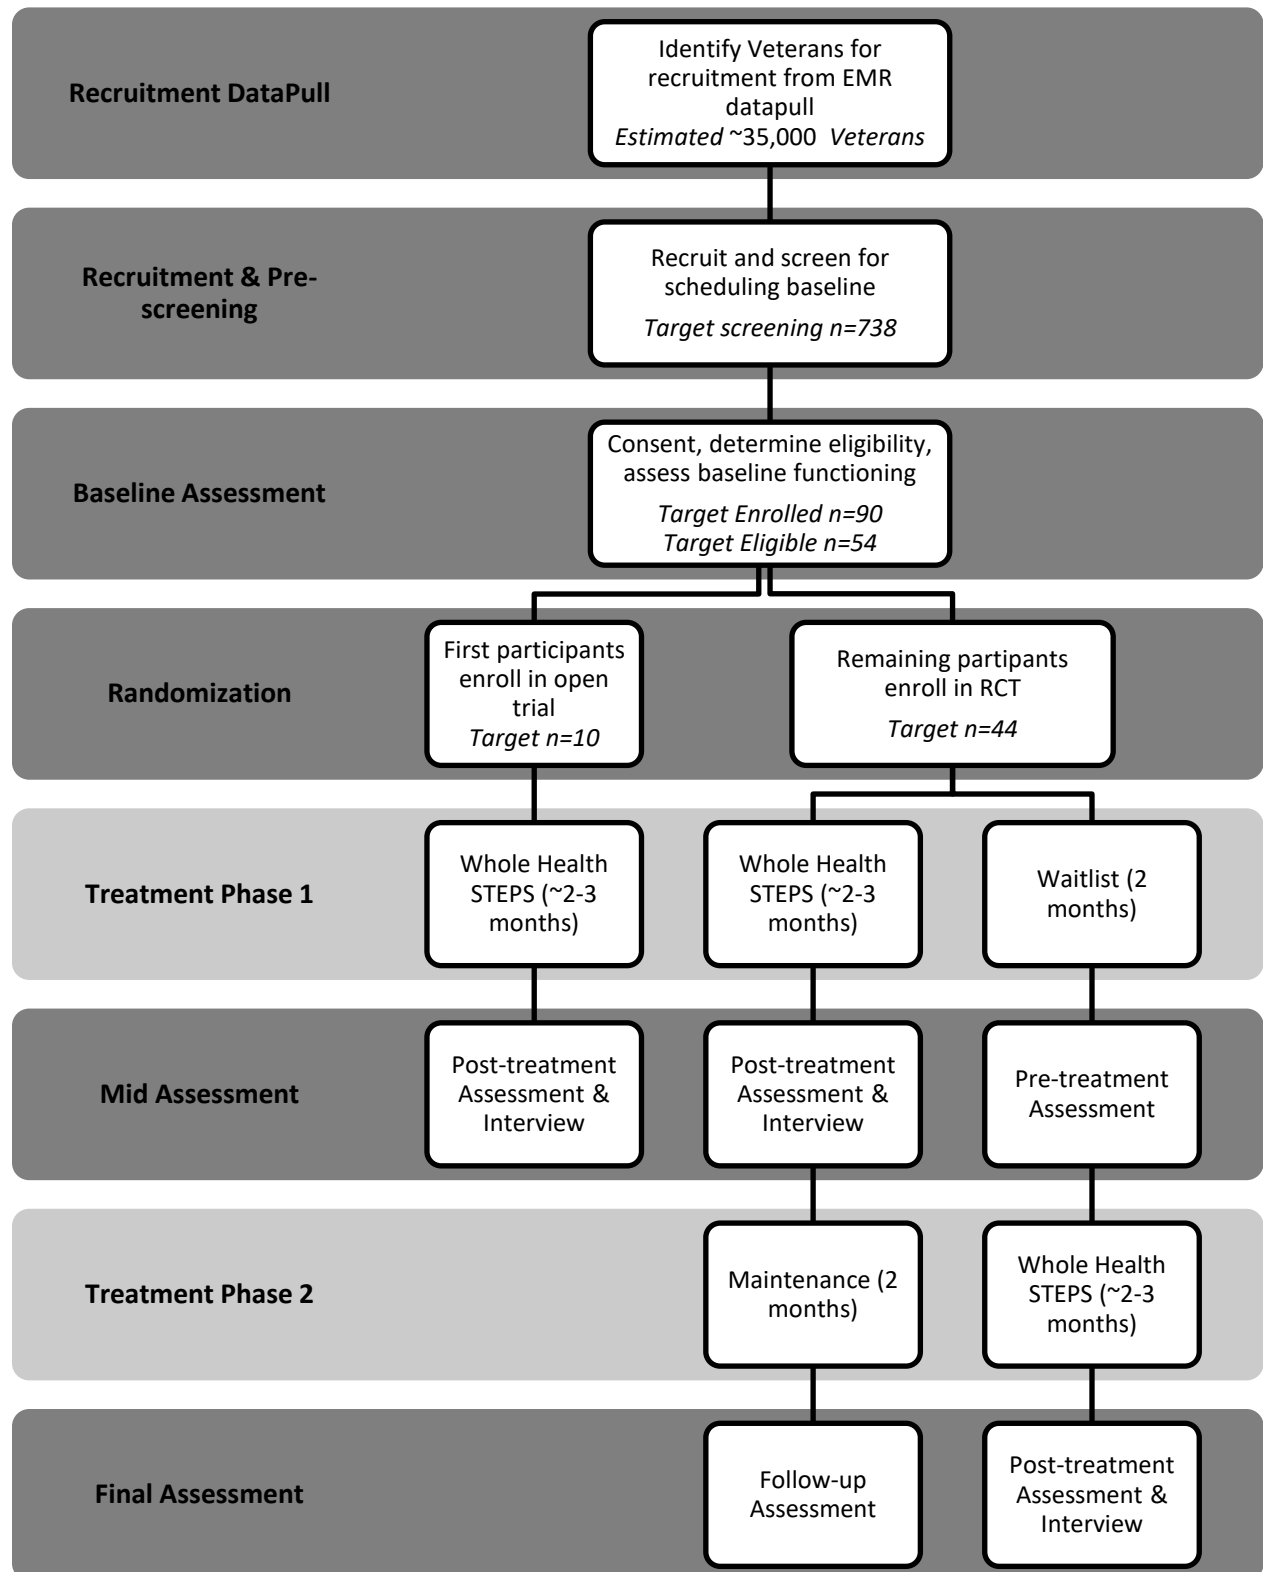 Recruitment DataPull
Identify Veterans for
recruitment from EMR
datapull
Estimated ~35,000 Veterans
Recruitment & Pre-
screening
Recruit and screen for
scheduling baseline
Target screening n=738
Baseline Assessment
Consent, determine eligibility,
assess baseline functioning
Target Enrolled n=90
Target Eligible n=54
Randomization
First participants
enroll in open
trial
Target n=10
Remaining partipants
enroll in RCT
Target n=44
Treatment Phase 1
Whole Health
STEPS (~2-3
months)
Whole Health
STEPS (~2-3
months)
Waitlist (2
months)
Mid Assessment
Post-treatment
Assessment &
Interview
Post-treatment
Assessment &
Interview
Pre-treatment
Assessment
Treatment Phase 2
Maintenance (2
months)
Whole Health
STEPS (~2-3
months)
Final Assessment
Follow-up
Assessment
Post-treatment
Assessment &
Interview